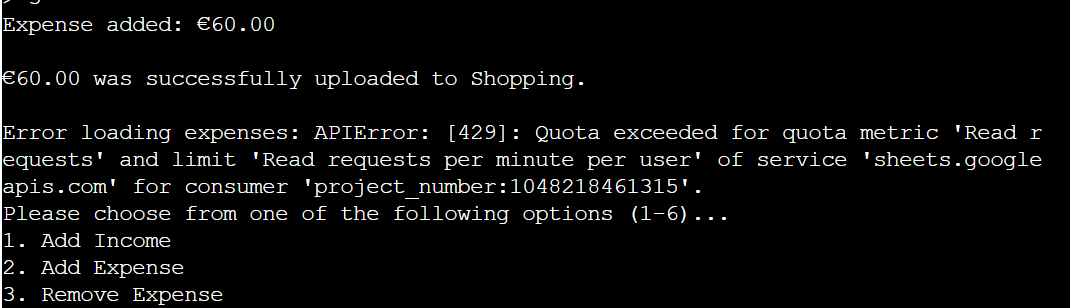 Expense added: €60.00
€60.00 was successfully uploaded to Shopping.
Error loading expenses: APIError: [429]: Quota exceeded for quota metric 'Read r
equests' and limit 'Read requests per minute per user' of service 'sheets.google
apis.com' for consumer 'project_number:1048218461315'.
Please choose from one of the following options (1-6)...
1. Add Income
2. Add Expense
3. Remove Expense